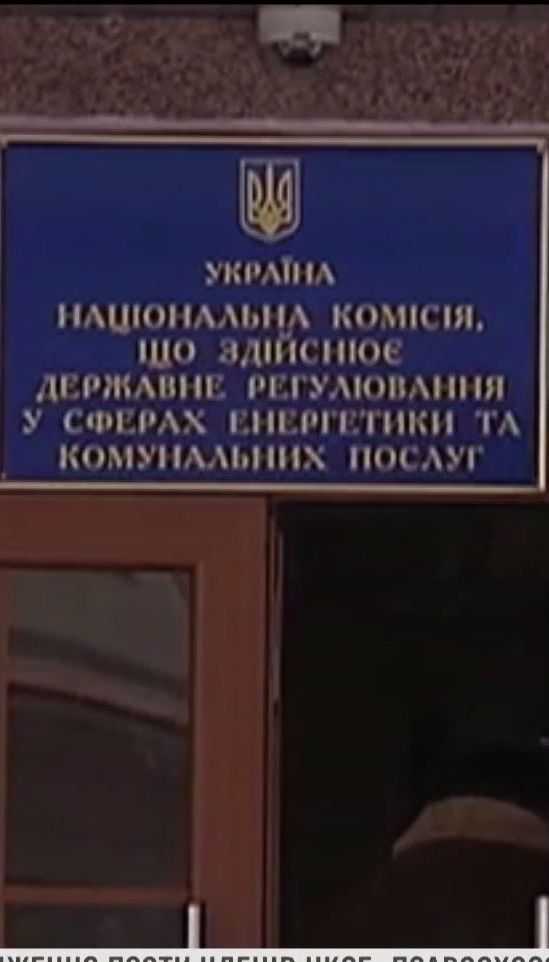 УКРАЇНА
НАЦІОНАЛЬНА КОМІСІЯ,
ЩО ЗДІЙСНЮЄ
ДЕРЖАВНЕ РЕГУЛЮВАННЯ
У СФЕРАХ ЕНЕРГЕТИКИ ТА
КОМУНАЛЬНИХ ПОСЛУГ